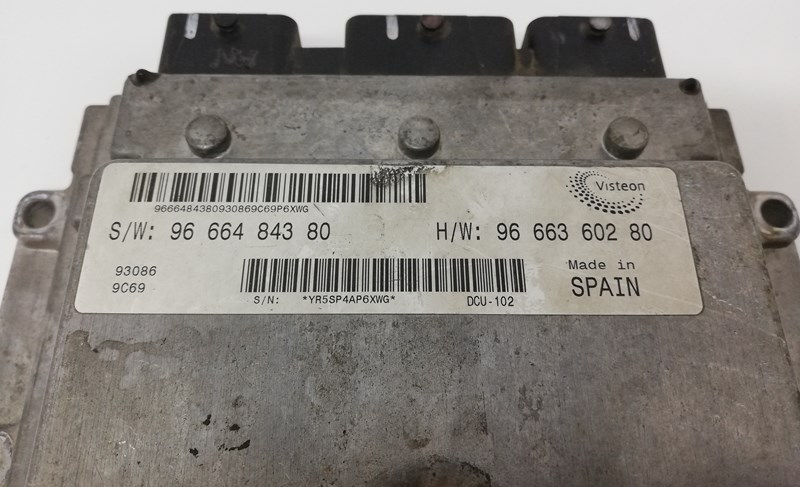 Visteon
9666484380930869C69P6XWG
S/W: 96 664 843 80
H/W: 96 663 602 80
93086
9C69
S/N: *YR5SP4AP6XWG*
DCU-102
Made in
SPAIN